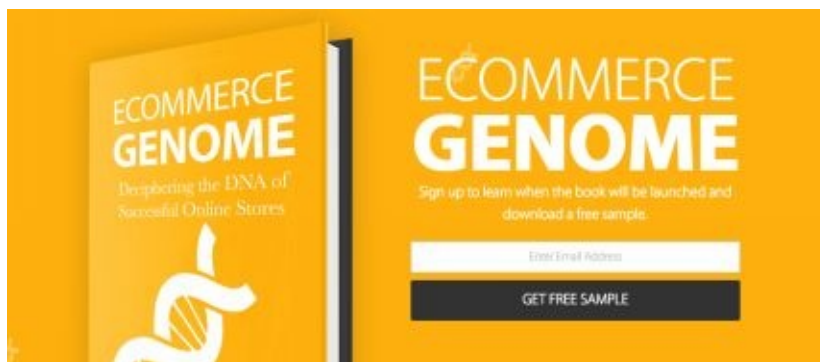 ECOMMERCE
GENOME
Deciphering the DNA of
Successful Online Stores
ECOMMERCE
GENOME
Sign up to learn when the book will be launched and
download a free sample.
Enter Email Address
GET FREE SAMPLE